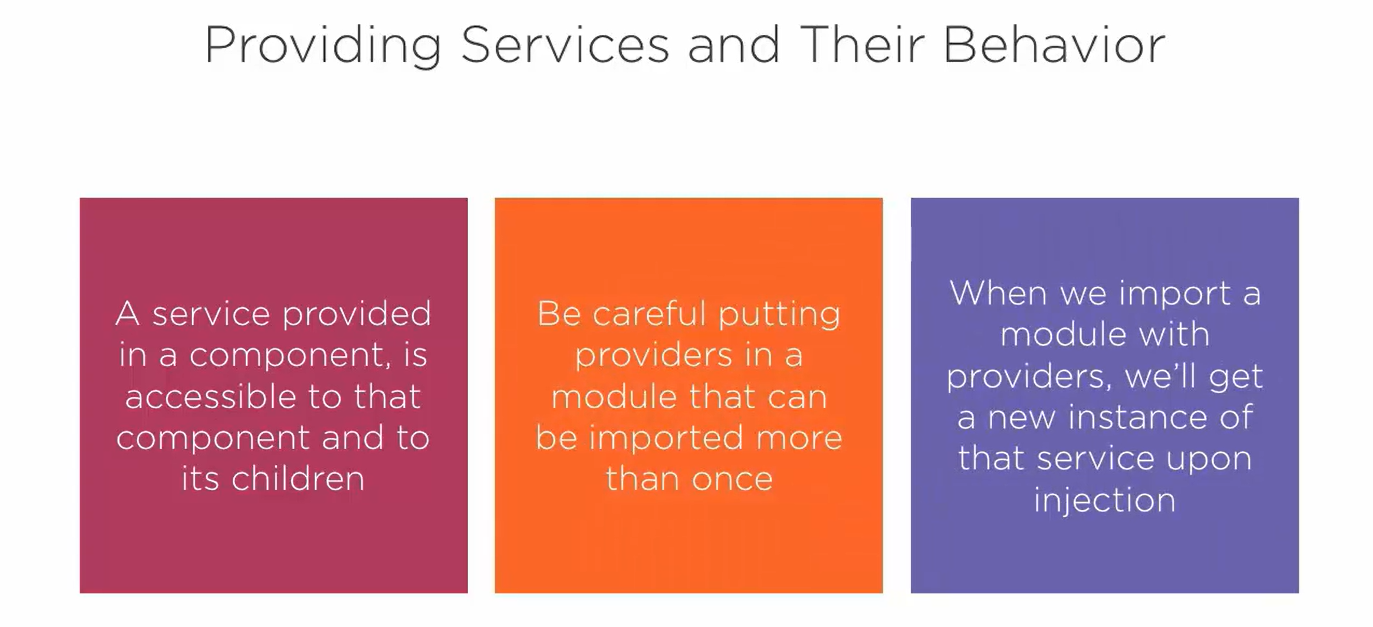 Providing Services and Their Behavior
A service provided
in a component, is
accessible to that
component and to
its children
Be careful putting
providers in a
module that can
be imported more
than once
When we import a
module with
providers, we'll get
a new instance of
that service upon
injection